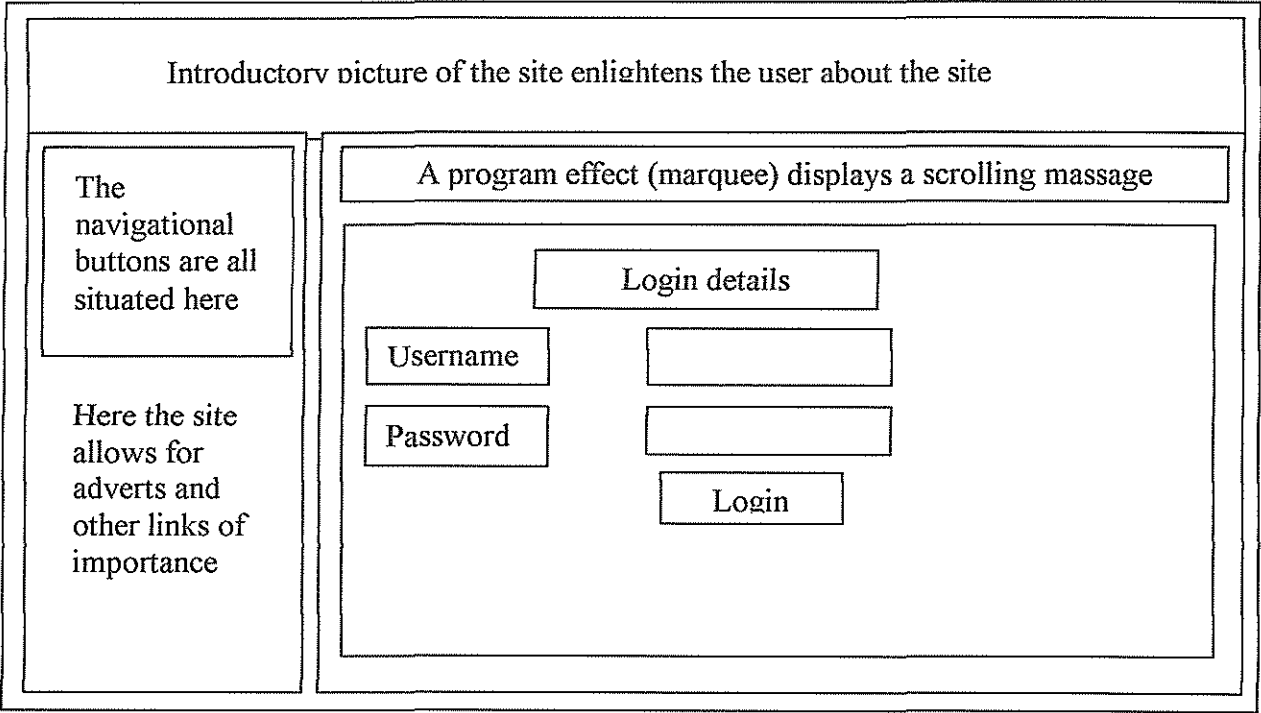 Introductory picture of the site enlightens the user about the site
The
navigational
buttons are all
situated here
Here the site
allows for
adverts and
other links of
importance
A program effect (marquee) displays a scrolling massage
Login details
Username
Password
Login